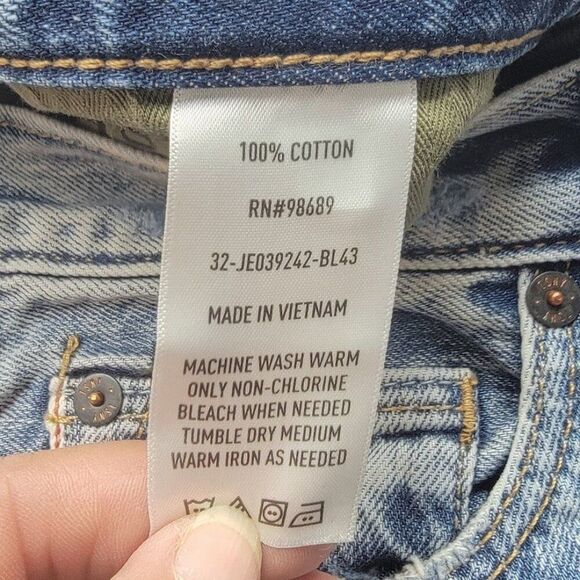 100% COTTON
RN#98689
32-JE039242-BL43
MADE IN VIETNAM
MACHINE WASH WARM
ONLY NON-CHLORINE
BLEACH WHEN NEEDED
TUMBLE DRY MEDIUM
WARM IRON AS NEEDED